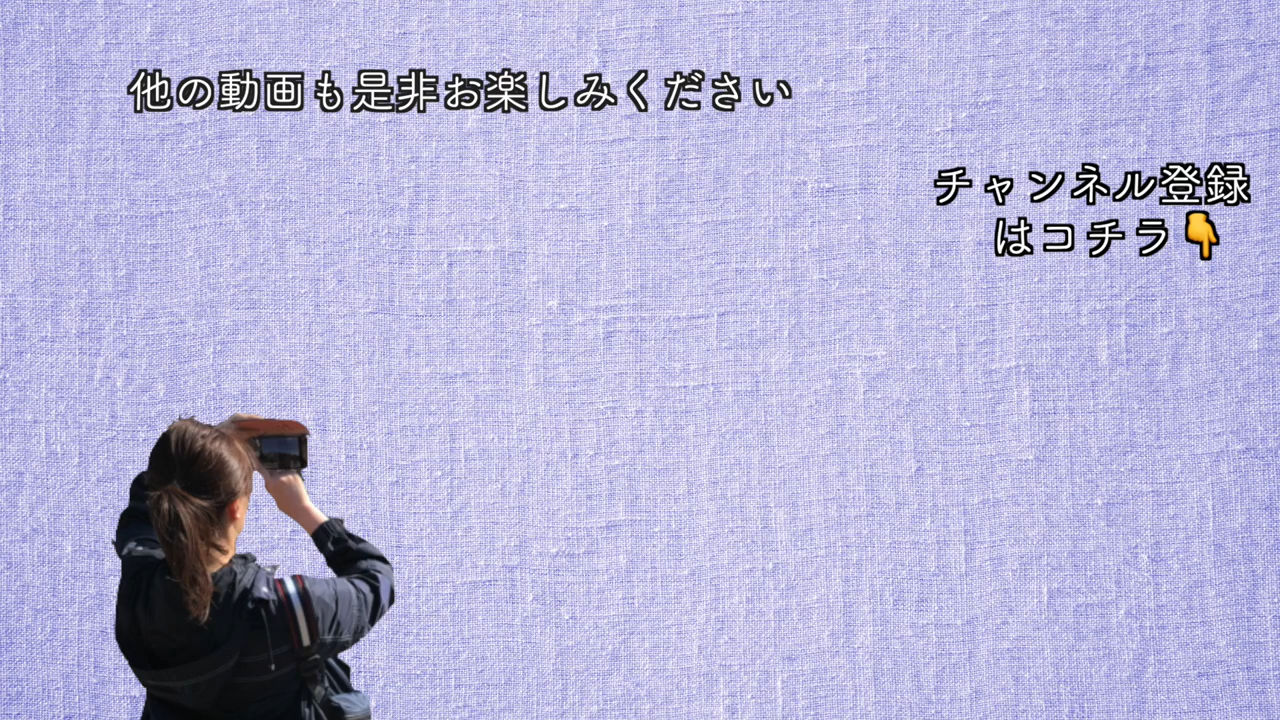 他の動画も是非お楽しみください
チャンネル登録
はコチラ👇